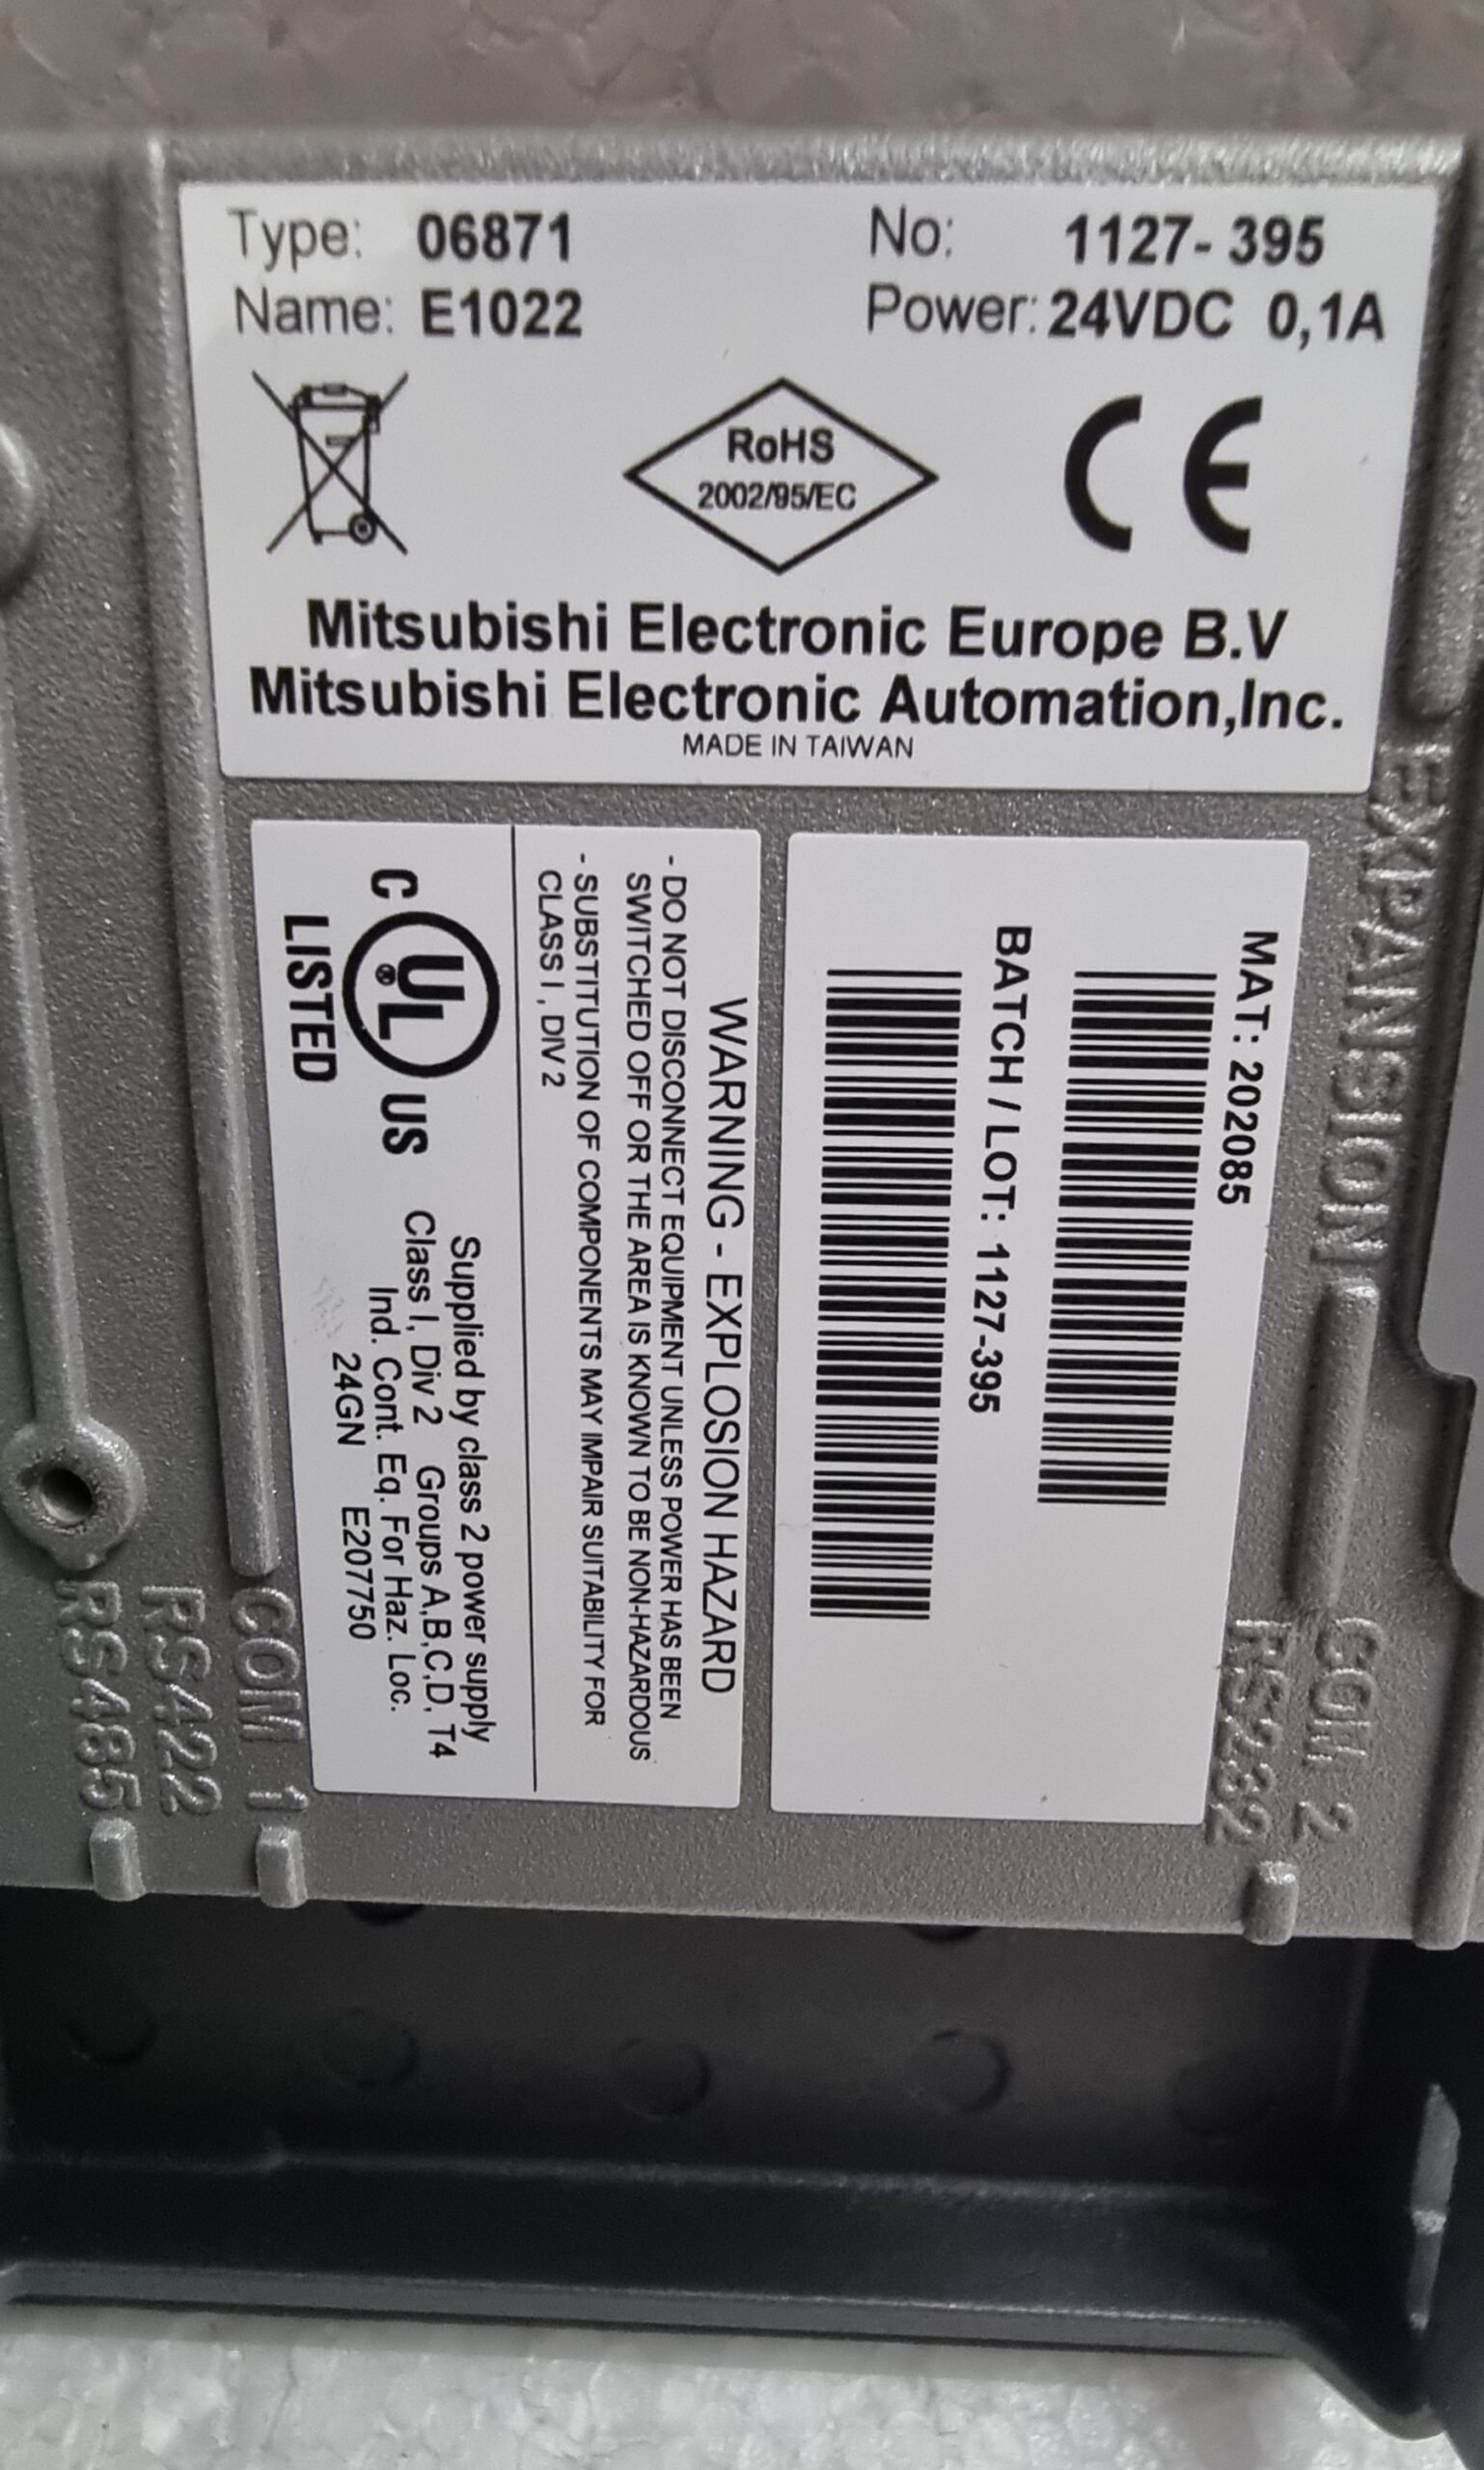 Type: 06871 No: 1127-395
Name: E1022 Power: 24VDC 0,1A
RoHS
2002/95/EC
CE
Mitsubishi Electronic Europe B.V
Mitsubishi Electronic Automation,Inc.
MADE IN TAIWAN
EXPANSION
MAT: 202085
BATCH / LOT: 1127-395
WARNING - EXPLOSION HAZARD
- DO NOT DISCONNECT EQUIPMENT UNLESS POWER HAS BEEN
SWITCHED OFF OR THE AREA IS KNOWN TO BE NON-HAZARDOUS
- SUBSTITUTION OF COMPONENTS MAY IMPAIR SUITABILITY FOR
CLASS I , DIV 2
C UL ® US
LISTED
Supplied by class 2 power supply
Class I, Div 2 Groups A,B,C,D, T4
Ind. Cont. Eq. For Haz. Loc.
24GN E207750
COM 2
RS232
COM 1
RS422
RS485